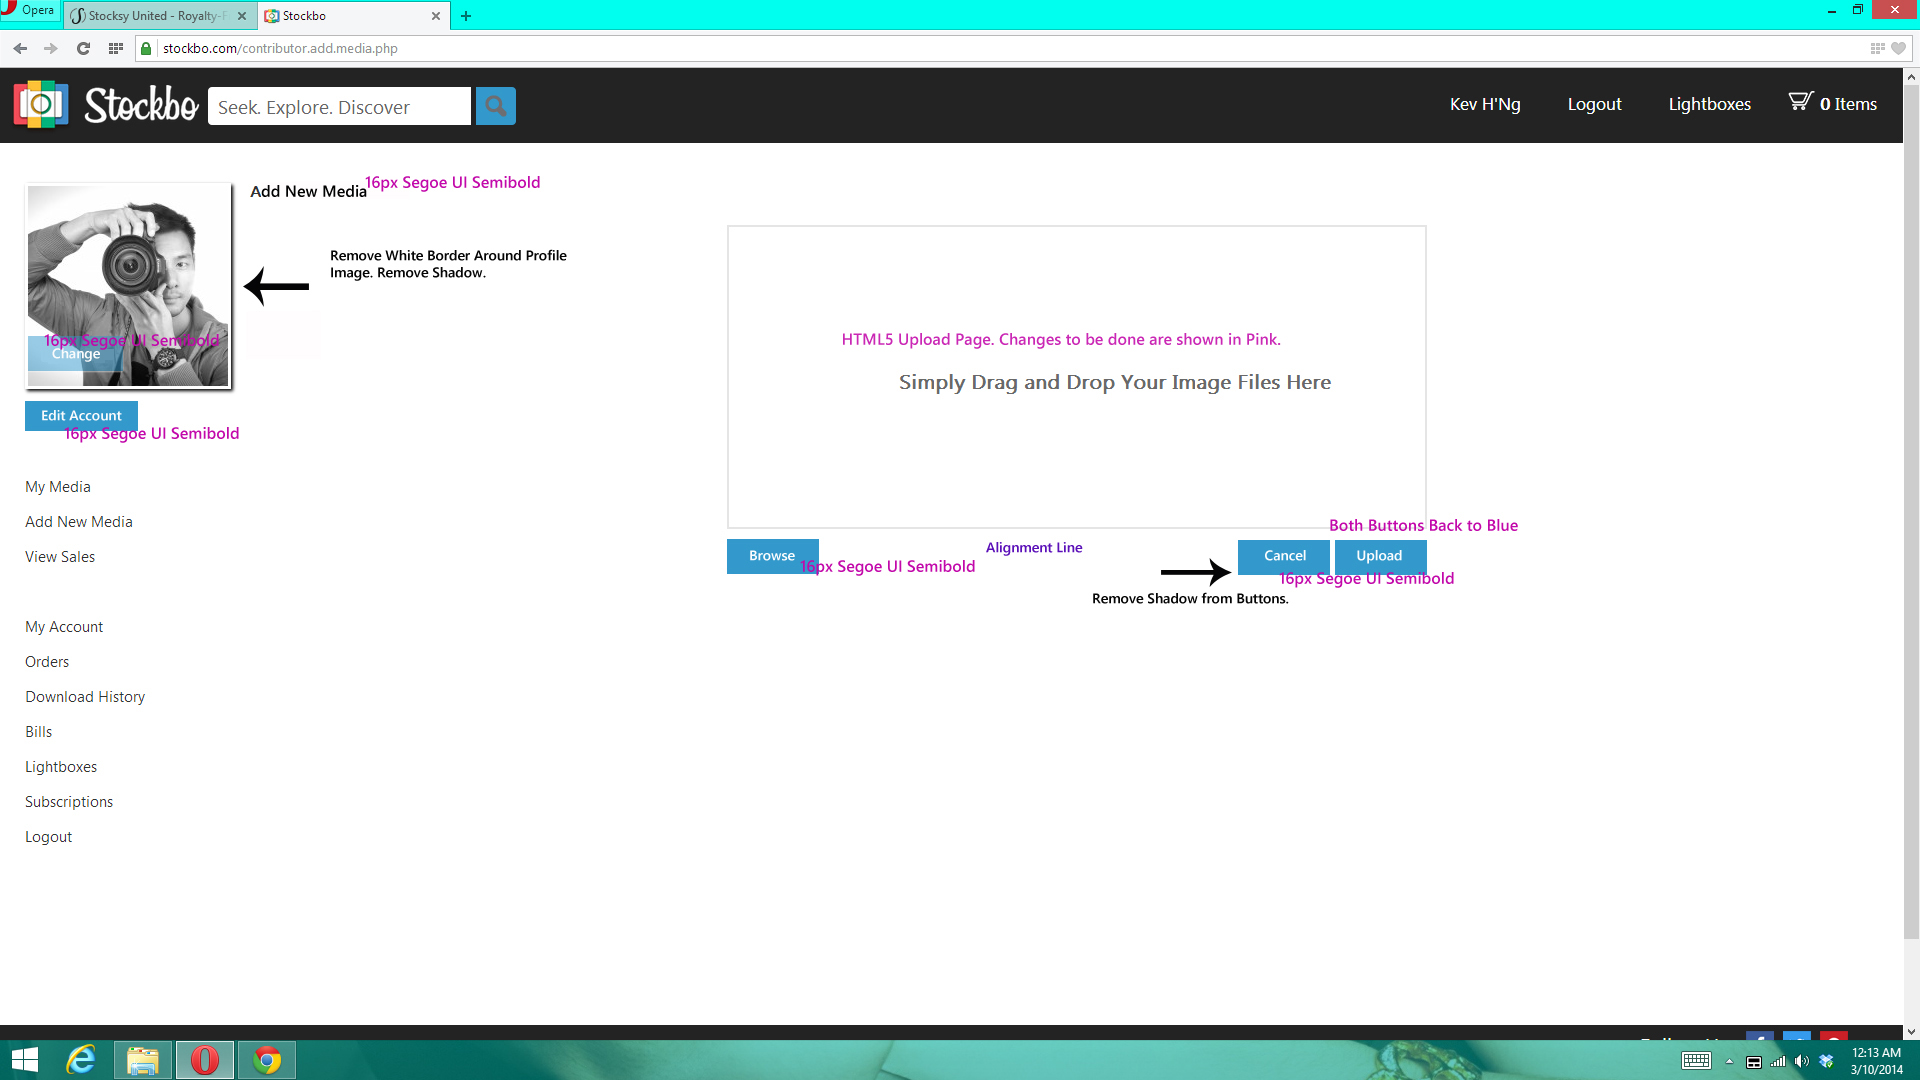 Opera
Stocksy United - Royalty-F
Stockbo
stockbo.com/contributor.add.media.php
Stockbo
Seek. Explore. Discover
Kev H'Ng
Logout
Lightboxes
0 Items
Add New Media
16px Segoe UI Semibold
Remove White Border Around Profile
Image. Remove Shadow.
16px Segoe UI Semibold
Change
Edit Account
16px Segoe UI Semibold
HTML5 Upload Page. Changes to be done are shown in Pink.
Simply Drag and Drop Your Image Files Here
Both Buttons Back to Blue
Browse
16px Segoe UI Semibold
Alignment Line
Cancel
Upload
16px Segoe UI Semibold
Remove Shadow from Buttons.
My Media
Add New Media
View Sales
My Account
Orders
Download History
Bills
Lightboxes
Subscriptions
Logout
12:13 AM
3/10/2014